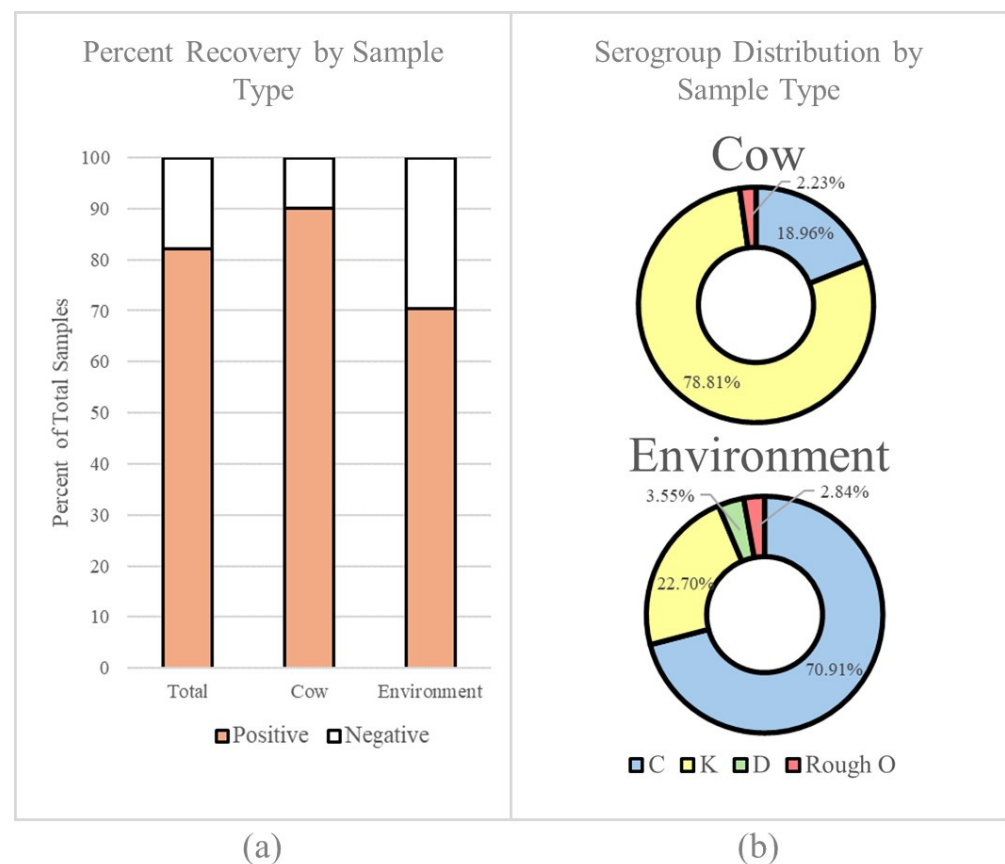 Percent Recovery by Sample
Type
100
90
80
70
60
50
40
30
20
10
0
Percent of Total Samples
Total Cow Environment
Positive Negative
(a)
Serogroup Distribution by
Sample Type
Cow
2.23%
18.96%
78.81%
Environment
3.55% 2.84%
22.70%
70.91%
C K D Rough O
(b)